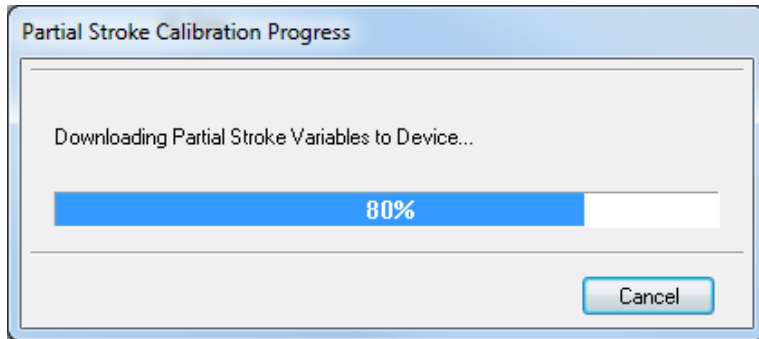 Partial Stroke Calibration Progress
Downloading Partial Stroke Variables to Device...
80%
Cancel